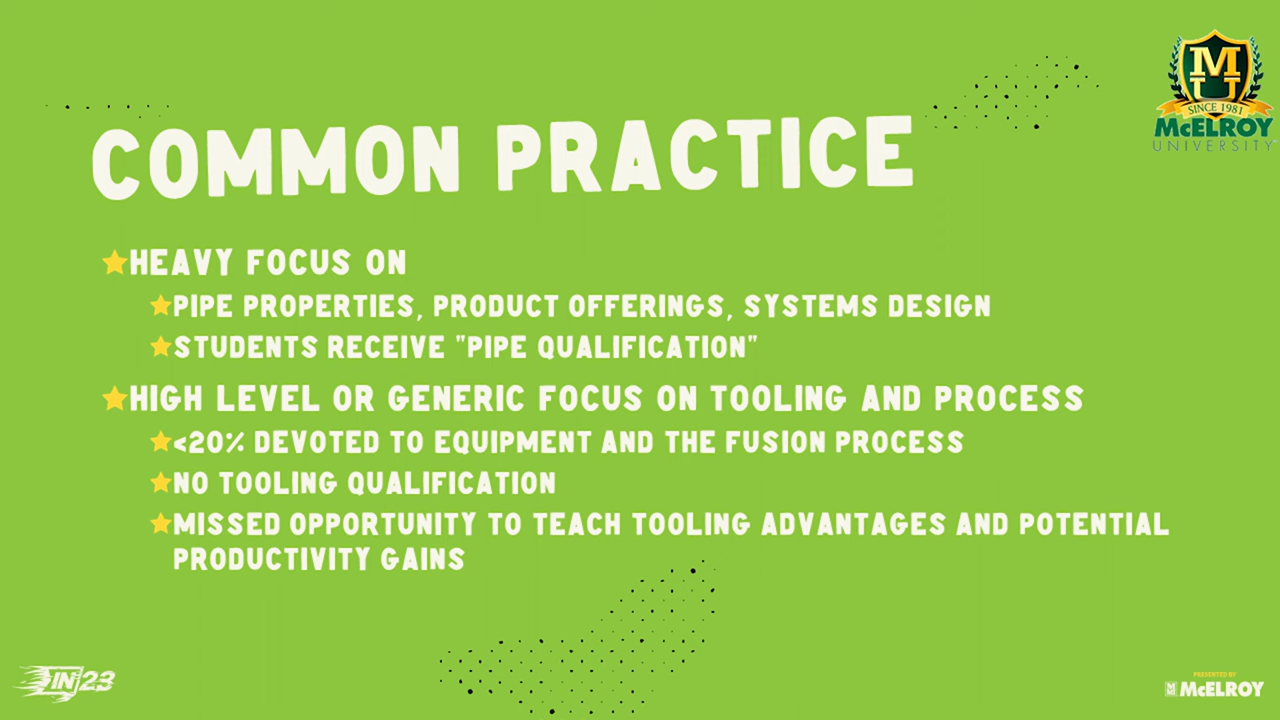 MU
SINCE 1981
McELROY
UNIVERSITY
COMMON PRACTICE
HEAVY FOCUS ON
PIPE PROPERTIES, PRODUCT OFFERINGS, SYSTEMS DESIGN
STUDENTS RECEIVE "PIPE QUALIFICATION"
HIGH LEVEL OR GENERIC FOCUS ON TOOLING AND PROCESS
<20% DEVOTED TO EQUIPMENT AND THE FUSION PROCESS
NO TOOLING QUALIFICATION
MISSED OPPORTUNITY TO TEACH TOOLING ADVANTAGES AND POTENTIAL
PRODUCTIVITY GAINS
IN 23
PRESENTED BY
McELROY